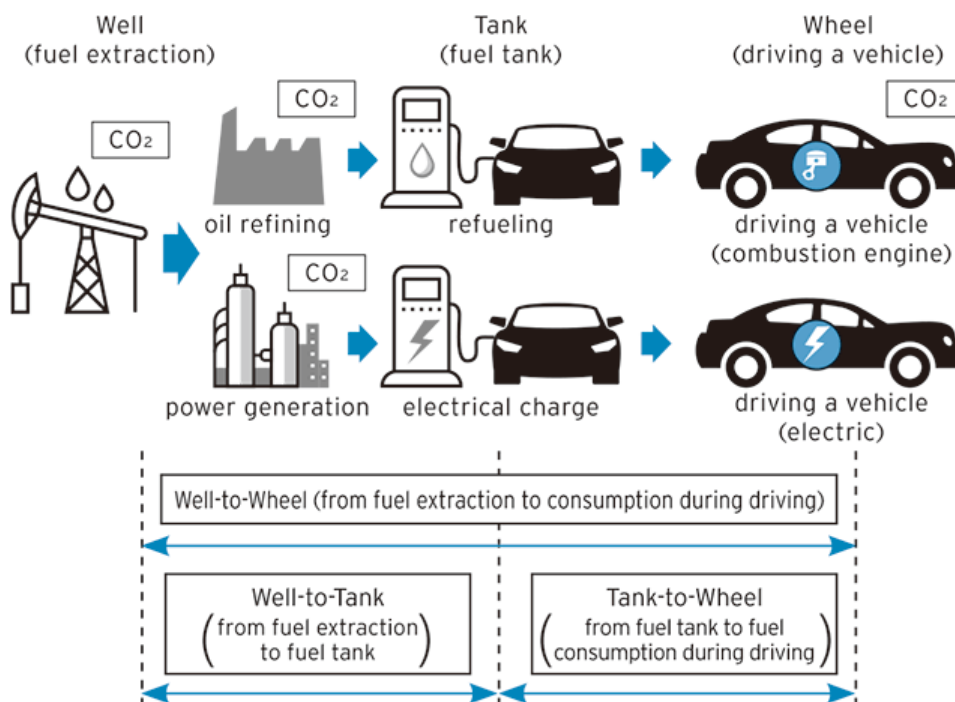 Well
(fuel extraction)
Tank
(fuel tank)
Wheel
(driving a vehicle)
CO₂
CO₂
CO₂
oil refining
refueling
driving a vehicle
(combustion engine)
CO₂
power generation
electrical charge
driving a vehicle
(electric)
Well-to-Wheel (from fuel extraction to consumption during driving)
Well-to-Tank
(from fuel extraction
to fuel tank)
Tank-to-Wheel
(from fuel tank to fuel
consumption during driving)